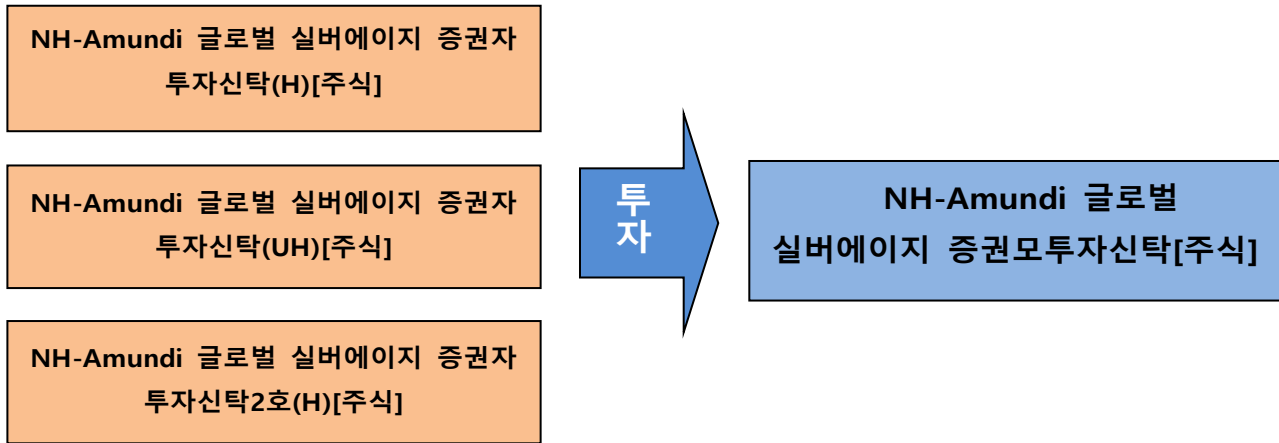 NH-Amundi 글로벌 실버에이지 증권자
투자신탁(H)[주식]
NH-Amundi 글로벌 실버에이지 증권자
투자신탁(UH)[주식]
NH-Amundi 글로벌 실버에이지 증권자
투자신탁2호(H)[주식]
투
자
NH-Amundi 글로벌
실버에이지 증권모투자신탁[주식]